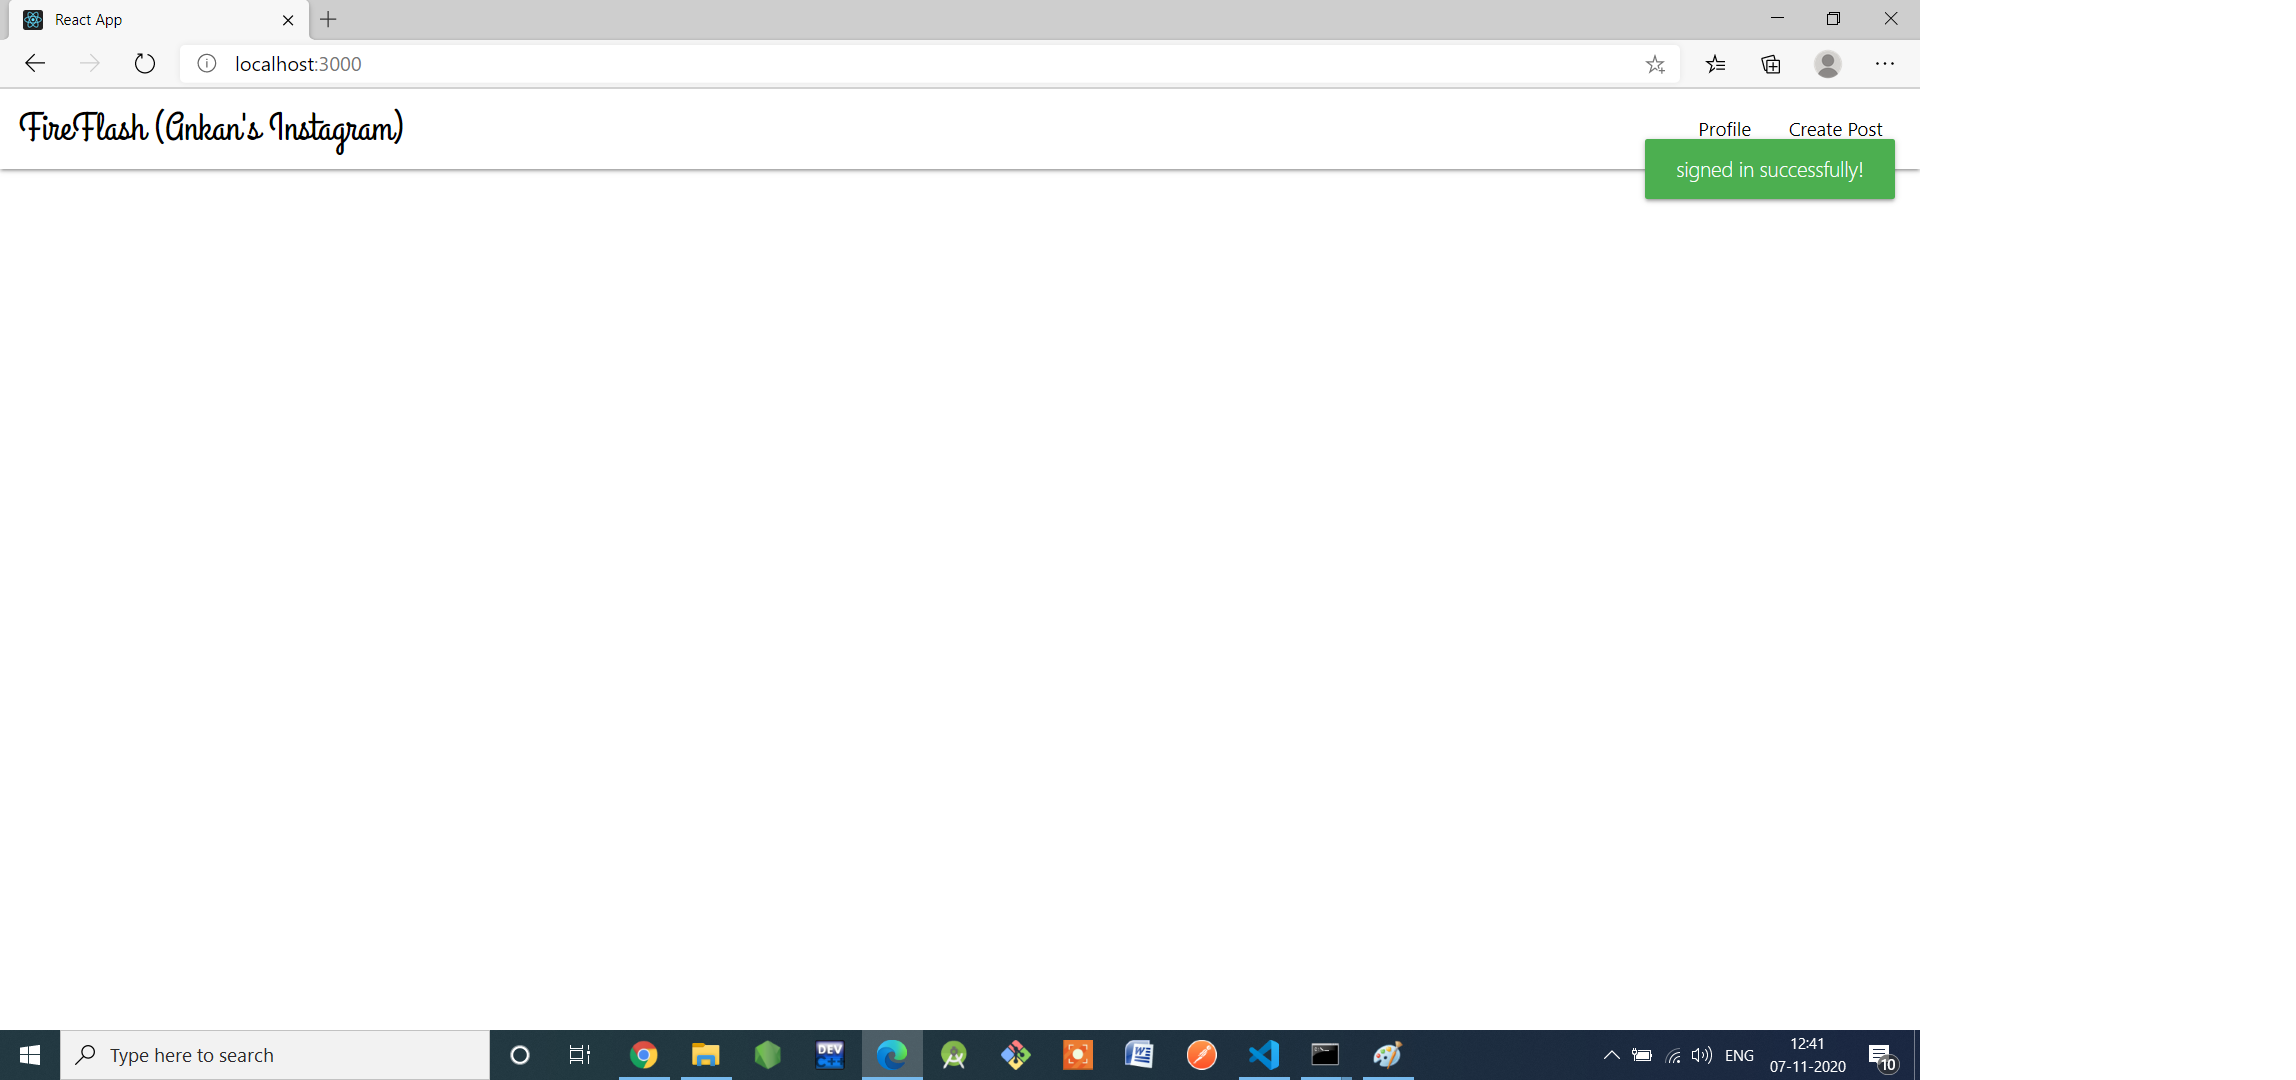 React App
localhost:3000
FireFlash (Ankan's Instagram)
Profile
Create Post
signed in successfully!
Type here to search
DEV
ENG
12:41
07-11-2020
10